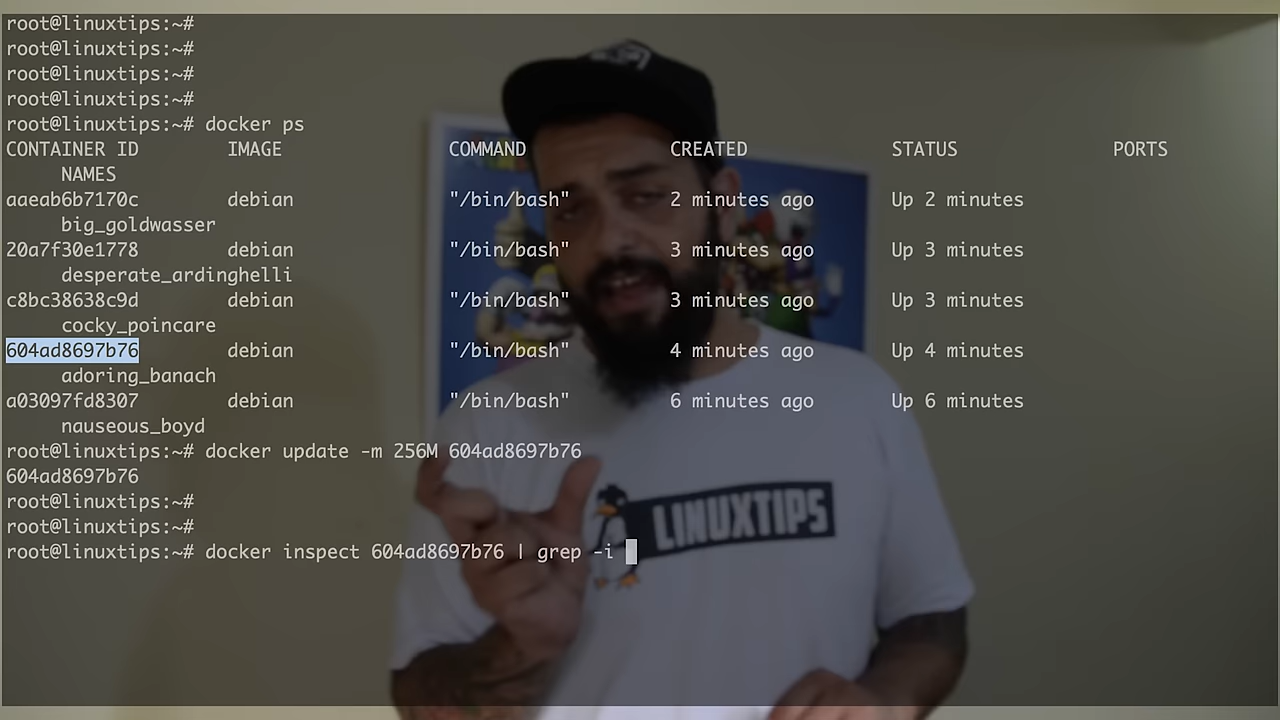 root@linuxtips:~#
root@linuxtips:~#
root@linuxtips:~#
root@linuxtips:~#
root@linuxtips:~# docker ps
CONTAINER ID        IMAGE               COMMAND             CREATED             STATUS              PORTS
     NAMES
aaeab6b7170c        debian              "/bin/bash"         2 minutes ago       Up 2 minutes
     big_goldwasser
20a7f30e1778        debian              "/bin/bash"         3 minutes ago       Up 3 minutes
     desperate_ardinghelli
c8bc38638c9d        debian              "/bin/bash"         3 minutes ago       Up 3 minutes
     cocky_poincare
604ad8697b76        debian              "/bin/bash"         4 minutes ago       Up 4 minutes
     adoring_banach
a03097fd8307        debian              "/bin/bash"         6 minutes ago       Up 6 minutes
     nauseous_boyd
root@linuxtips:~# docker update -m 256M 604ad8697b76
604ad8697b76
root@linuxtips:~#
root@linuxtips:~#
root@linuxtips:~# docker inspect 604ad8697b76 | grep -i
LINUXTIPS